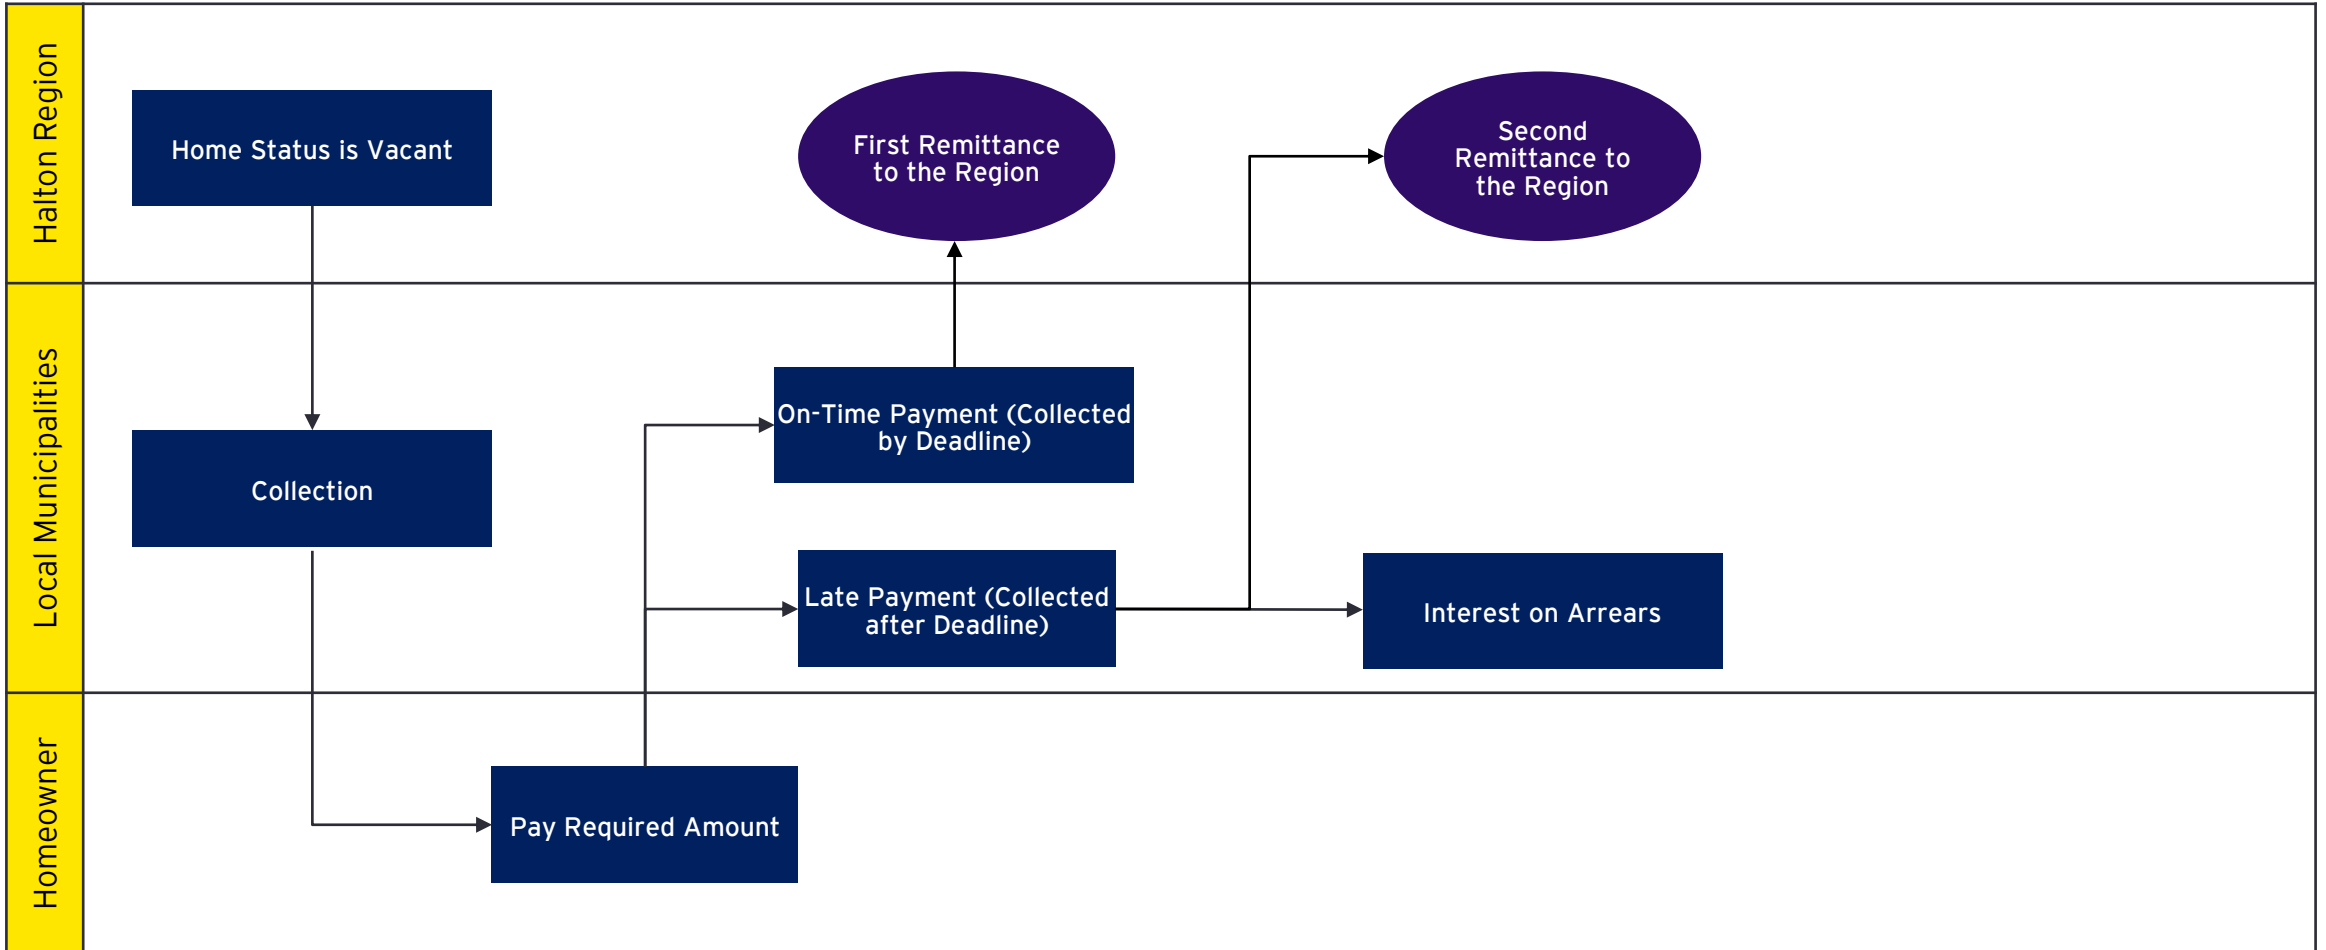 Halton Region
Home Status is Vacant
First Remittance
to the Region
Second
Remittance to
the Region
Local Municipalities
Collection
On-Time Payment (Collected
by Deadline)
Late Payment (Collected
after Deadline)
Interest on Arrears
Homeowner
Pay Required Amount